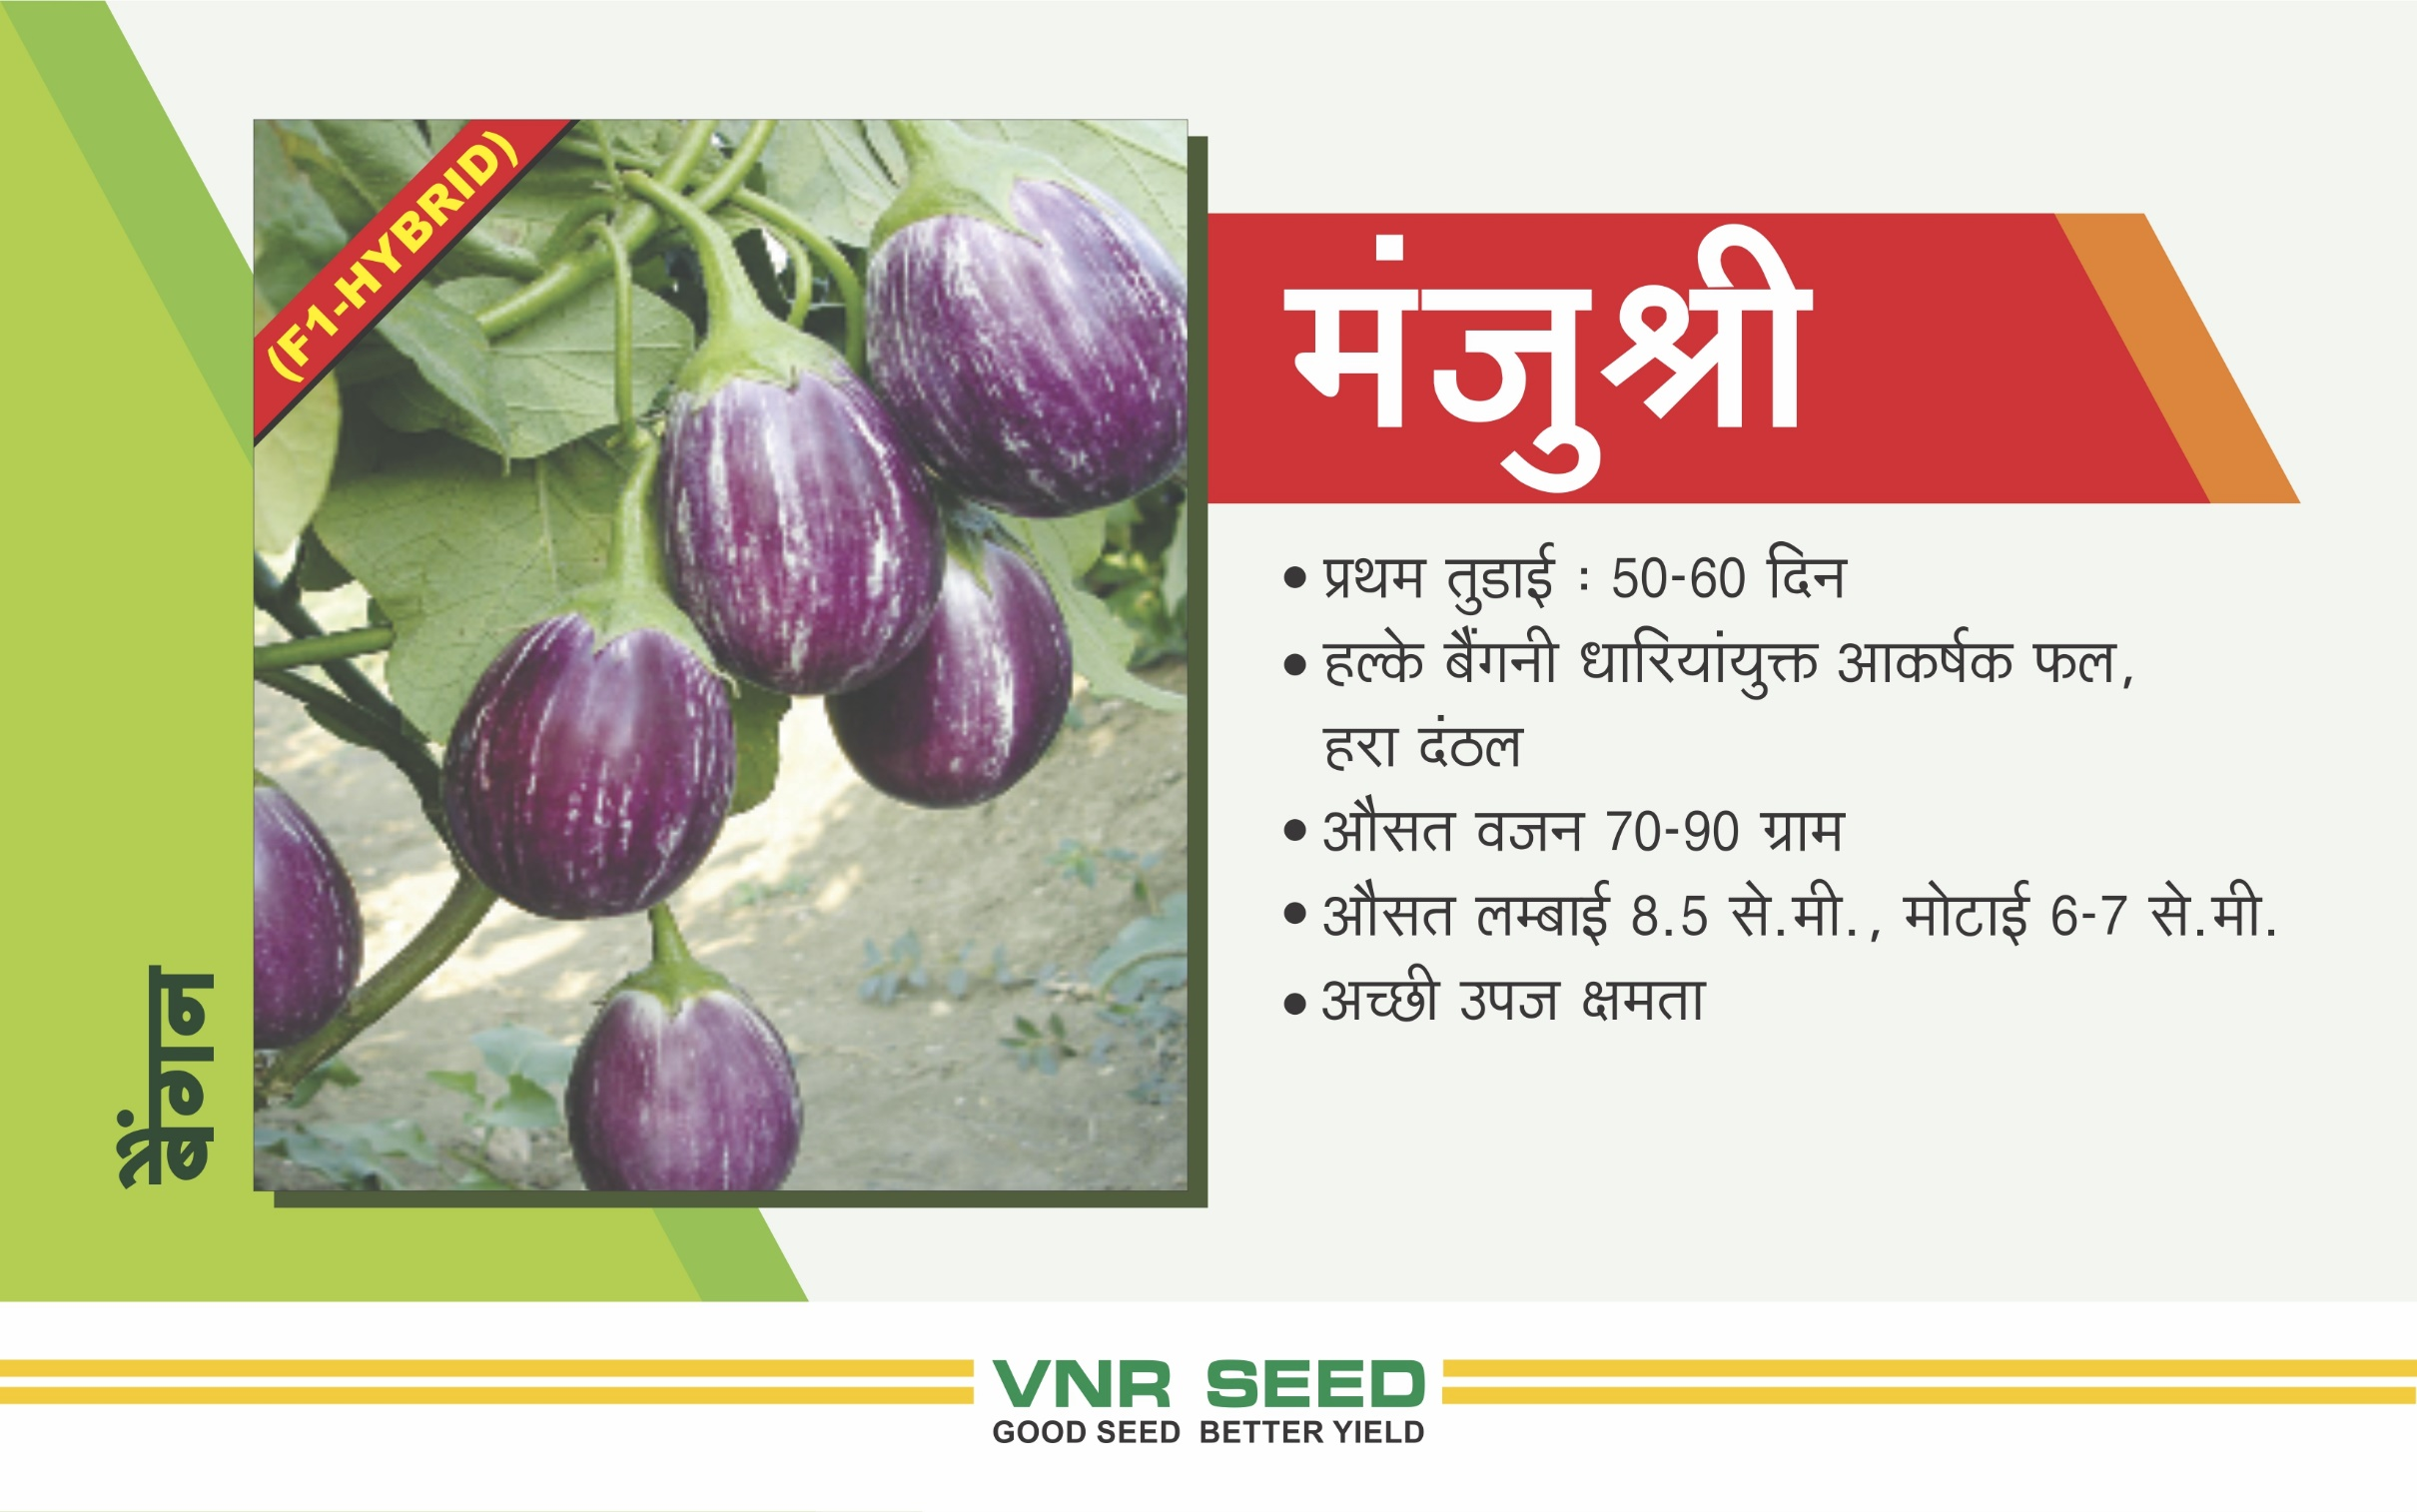 (F1-HYBRID)
मंजुश्री
• प्रथम तुडाई : 50-60 दिन
• हल्के बैंगनी धारियांयुक्त आकर्षक फल,
हरा दंठल
• औसत वजन 70-90 ग्राम
• औसत लम्बाई 8.5 से.मी., मोटाई 6-7 से.मी.
• अच्छी उपज क्षमता
बैंगन
VNR SEED
GOOD SEED BETTER YIELD